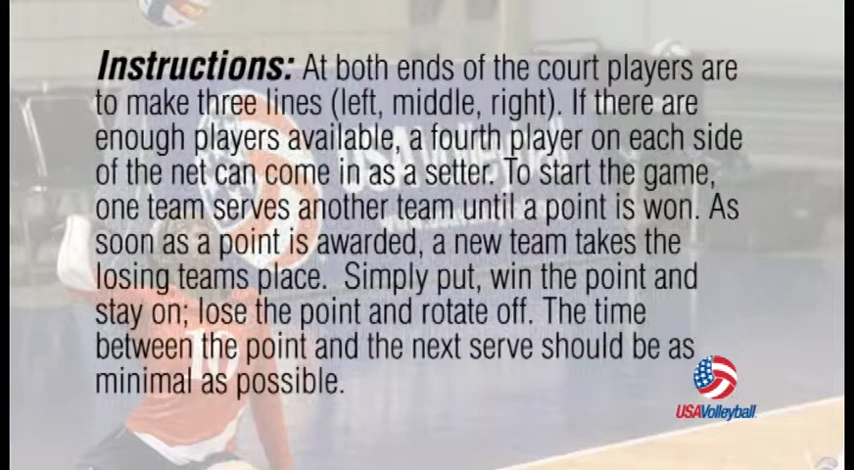 Instructions: At both ends of the court players are
to make three lines (left, middle, right). If there are
enough players available, a fourth player on each side
of the net can come in as a setter. To start the game,
one team serves another team until a point is won. As
soon as a point is awarded, a new team takes the
losing teams place.  Simply put, win the point and
stay on; lose the point and rotate off. The time
between the point and the next serve should be as
minimal as possible.
USA Volleyball
USAVolleyball
10